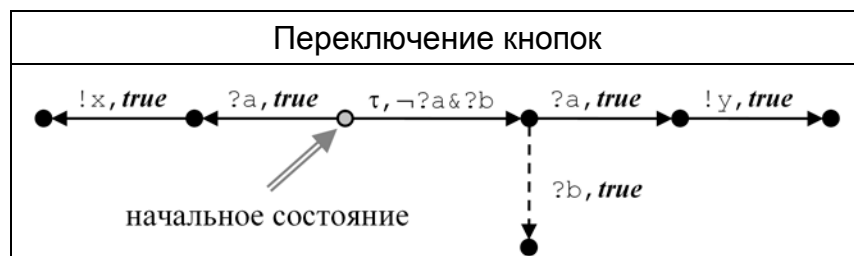 Переключение кнопок
!x, true ?a, true τ, ¬?a&?b ?a, true !y, true
?b, true
начальное состояние